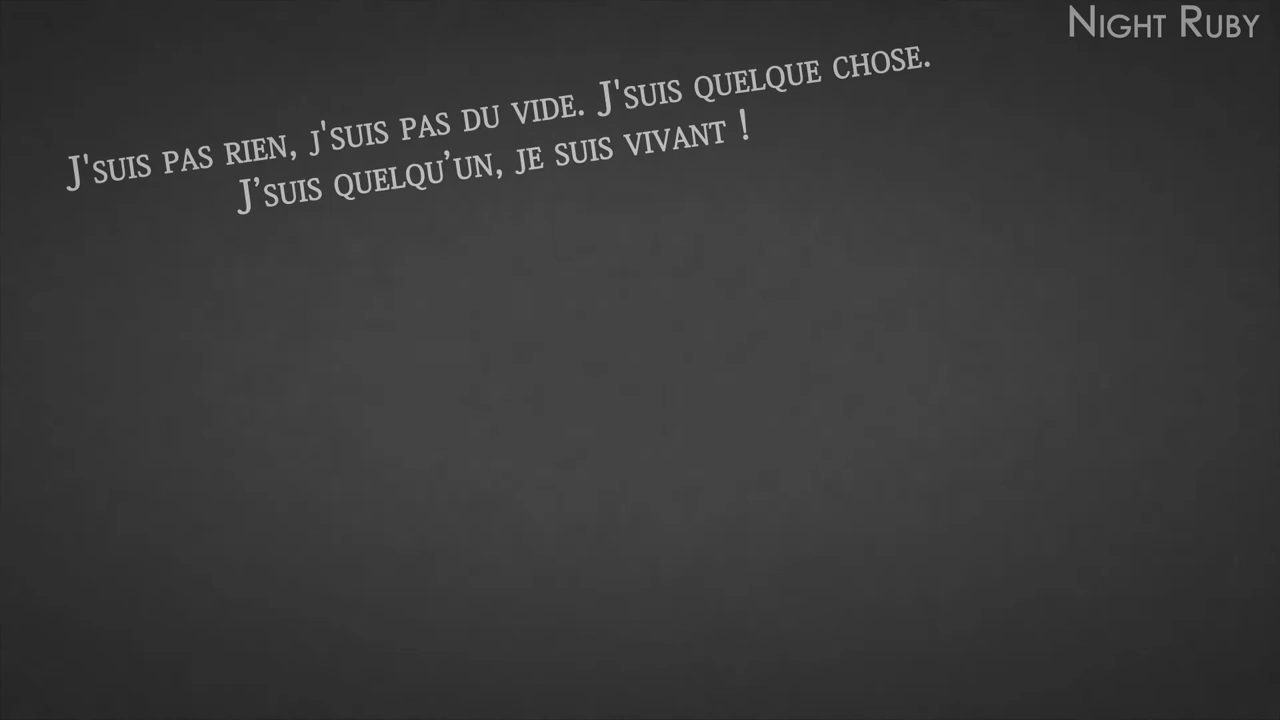 Night Ruby
J'suis pas rien, j'suis pas du vide. J'suis quelque chose.
J’suis quelqu’un, je suis vivant !